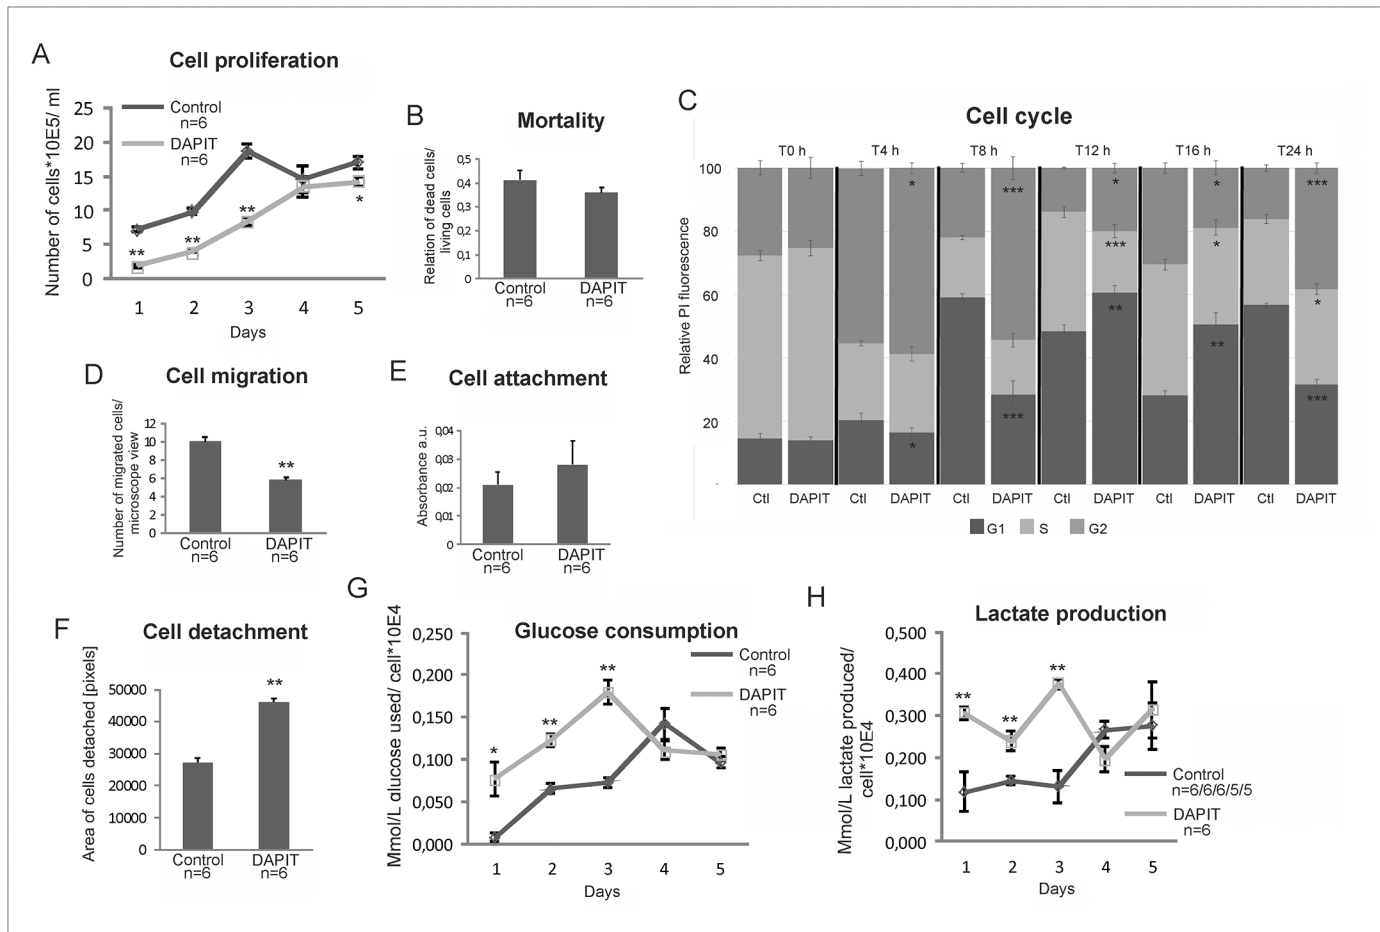 A
Cell proliferation
Number of cells*10E5/ ml
25
20
15
10
5
0
Control
n=6
DAPIT
n=6
**
**
**
*
1 2 3 4 5
Days
B
Mortality
Relation of dead cells/
living cells
0,5
0,4
0,3
0,2
0,1
0
Control
n=6
DAPIT
n=6
C
Cell cycle
Relative PI fluorescence
T0 h T4 h T8 h T12 h T16 h T24 h
100
80
60
40
20
-
* *** * * ***
*** * *
* *** ** ** ***
Ctl DAPIT Ctl DAPIT Ctl DAPIT Ctl DAPIT Ctl DAPIT Ctl DAPIT
G1 S G2
D
Cell migration
Number of migrated cells/
microscope view
12
10
8
6
4
2
0
**
Control
n=6
DAPIT
n=6
E
Cell attachment
Absorbance a.u.
0,04
0,03
0,02
0,01
0
Control
n=6
DAPIT
n=6
F
Cell detachment
Area of cells detached [pixels]
50000
40000
30000
20000
10000
0
**
Control
n=6
DAPIT
n=6
G
Glucose consumption
Mmol/L dlucose used/ cell*10E4
0,250
0,200
0,150
0,100
0,050
0,000
Control
n=6
DAPIT
n=6
*
**
**
1 2 3 4 5
Days
H
Lactate production
Mmol/L lactate produced/
cell*10E4
0,500
0,400
0,300
0,200
0,100
0,000
**
**
**
Control
n=6/6/6/5/5
DAPIT
n=6
1 2 3 4 5
Days